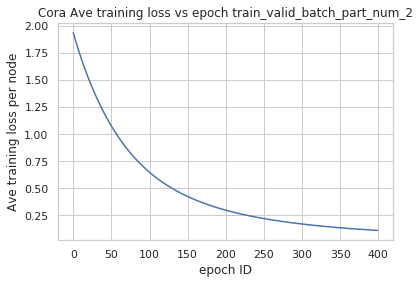 Cora Ave training loss vs epoch train_valid_batch_part_num_2
2.00
1.75
1.50
1.25
1.00
0.75
0.50
0.25
Ave training loss per node
0 50 100 150 200 250 300 350 400
epoch ID